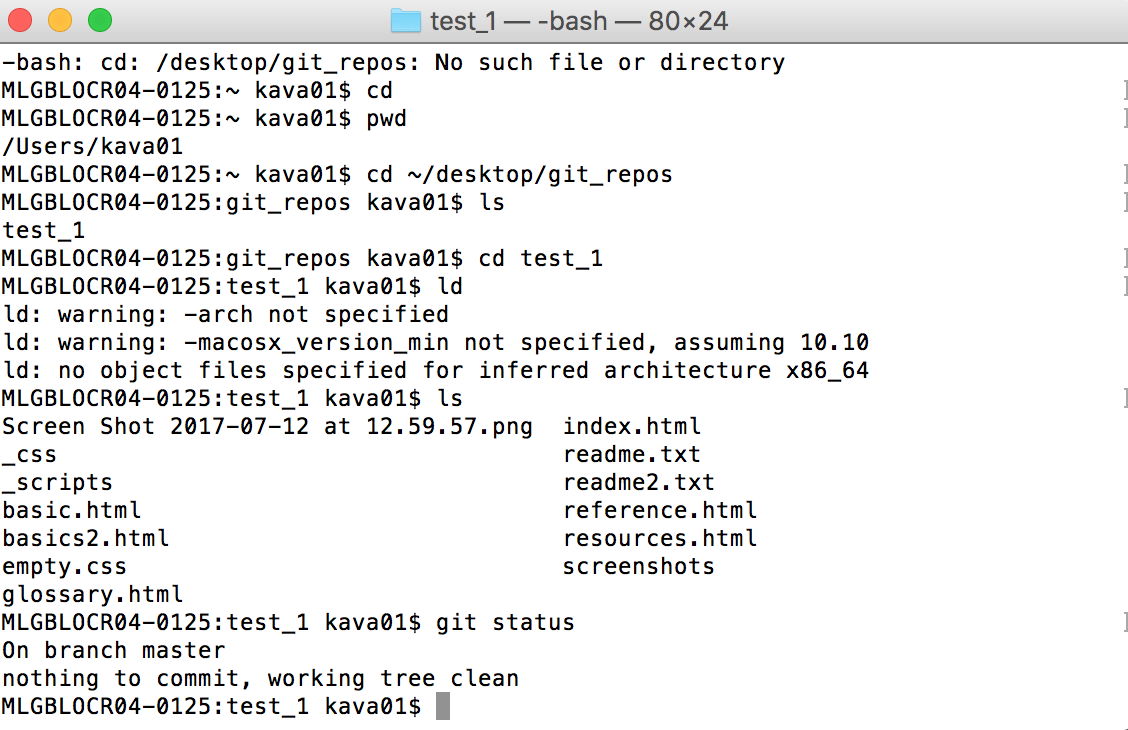 test_1 — -bash — 80×24
-bash: cd: /desktop/git_repos: No such file or directory
MLGBLOCR04-0125:~ kava01$ cd
MLGBLOCR04-0125:~ kava01$ pwd
/Users/kava01
MLGBLOCR04-0125:~ kava01$ cd ~/desktop/git_repos
MLGBLOCR04-0125:git_repos kava01$ ls
test_1
MLGBLOCR04-0125:git_repos kava01$ cd test_1
MLGBLOCR04-0125:test_1 kava01$ ld
ld: warning: -arch not specified
ld: warning: -macosx_version_min not specified, assuming 10.10
ld: no object files specified for inferred architecture x86_64
MLGBLOCR04-0125:test_1 kava01$ ls
Screen Shot 2017-07-12 at 12.59.57.png  index.html
_css                                    readme.txt
_scripts                                readme2.txt
basic.html                              reference.html
basics2.html                            resources.html
empty.css                               screenshots
glossary.html
MLGBLOCR04-0125:test_1 kava01$ git status
On branch master
nothing to commit, working tree clean
MLGBLOCR04-0125:test_1 kava01$